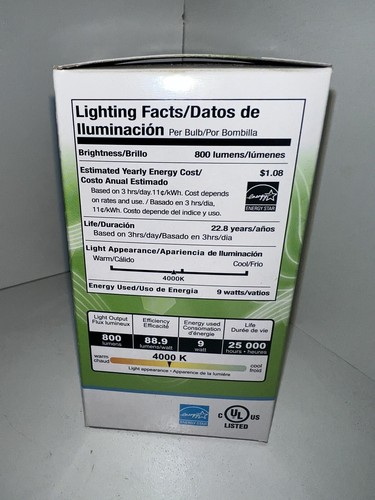 Lighting Facts/Datos de
Iluminación Per Bulb/Por Bombilla
Brightness/Brillo 800 lumens/lúmenes
Estimated Yearly Energy Cost/ $1.08
Costo Anual Estimado
Based on 3 hrs/day.11¢/kWh. Cost depends
on rates and use. / Basado en 3 hrs/día,
11¢/kWh. Costo depende del indice y uso.
energy
ENERGY STAR
Life/Duración 22.8 years/años
Based on 3hrs/day/Basado en 3hrs/dia
Light Appearance/Apariencia de Iluminación
Warm/Cálido Cool/Frío
4000K
Energy Used/Uso de Energia 9 watts/vatios
Light Output Efficiency Energy used Life
Flux lumineux Efficacité Consomation Durée de vie
d'énergie
800 88.9 9 25 000
lumens lumens/watt watt hours • heures
warm 4000 K cool
chaud froid
Light appearance • Apparence de la lumière
ENERGY STAR
C UL US
LISTED